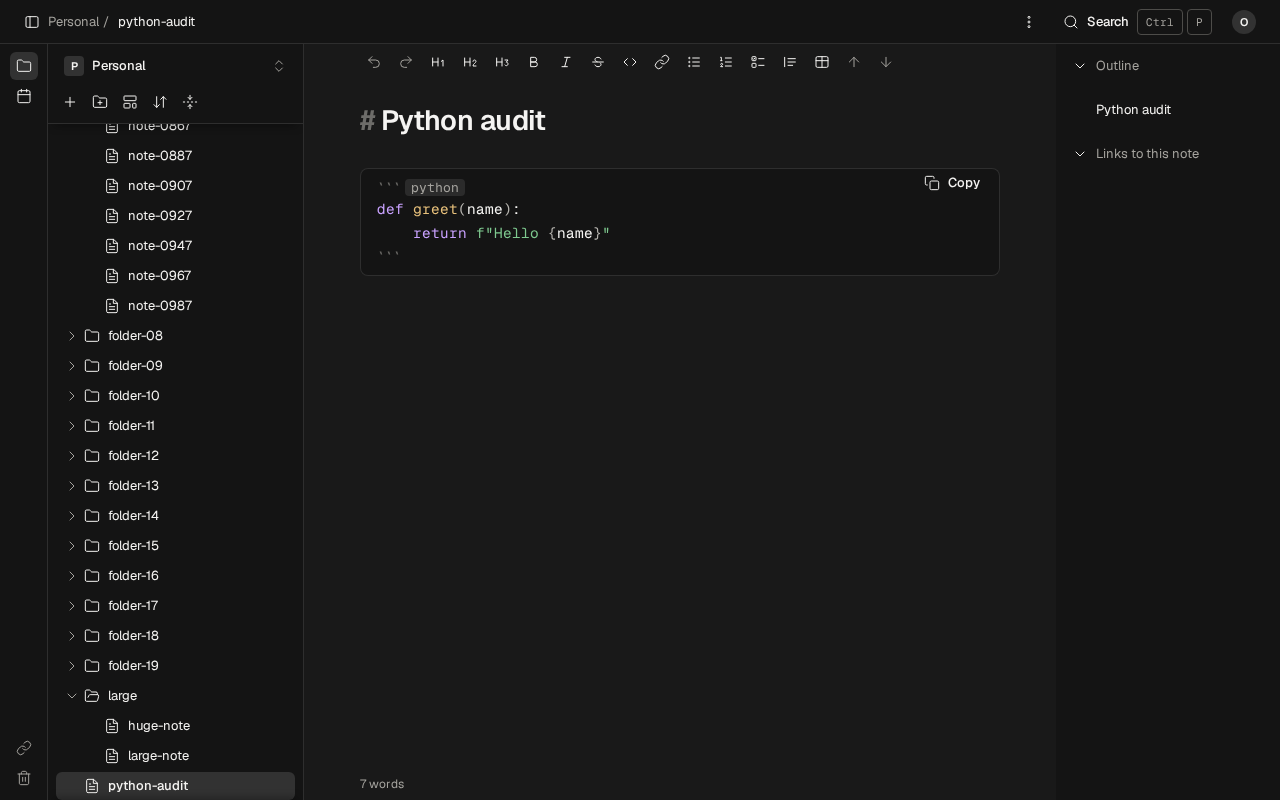 Personal / python-audit
Search Ctrl P O
P Personal
note-0867
note-0887
note-0907
note-0927
note-0947
note-0967
note-0987
folder-08
folder-09
folder-10
folder-11
folder-12
folder-13
folder-14
folder-15
folder-16
folder-17
folder-18
folder-19
large
huge-note
large-note
python-audit
H1 H2 H3 B I S
# Python audit
``` python
Copy
def greet(name):
    return f"Hello {name}"
```
7 words
Outline
Python audit
Links to this note